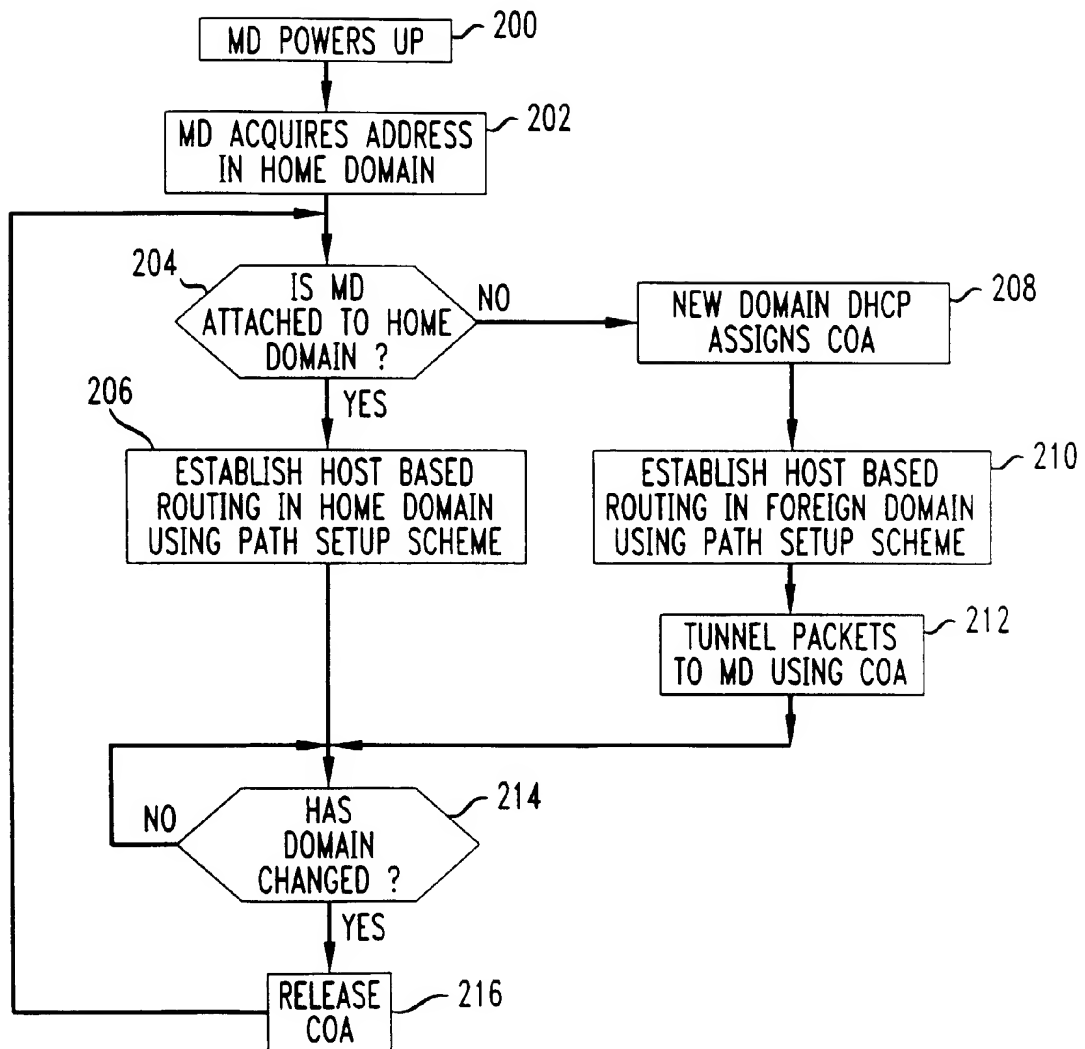 MD POWERS UP
200
MD ACQUIRES ADDRESS
IN HOME DOMAIN
202
204
IS MD
ATTACHED TO HOME
DOMAIN ?
NO
YES
NEW DOMAIN DHCP
ASSIGNS COA
208
206
ESTABLISH HOST BASED
ROUTING IN HOME DOMAIN
USING PATH SETUP SCHEME
ESTABLISH HOST BASED
ROUTING IN FOREIGN DOMAIN
USING PATH SETUP SCHEME
210
TUNNEL PACKETS
TO MD USING COA
212
HAS
DOMAIN
CHANGED ?
214
NO
YES
RELEASE
COA
216